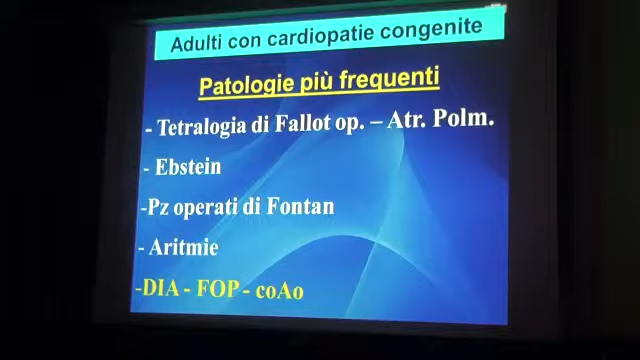 Adulti con cardiopatie congenite
Patologie più frequenti
- Tetralogia di Fallot op. – Atr. Polm.
- Ebstein
-Pz operati di Fontan
- Aritmie
-DIA - FOP - coAo